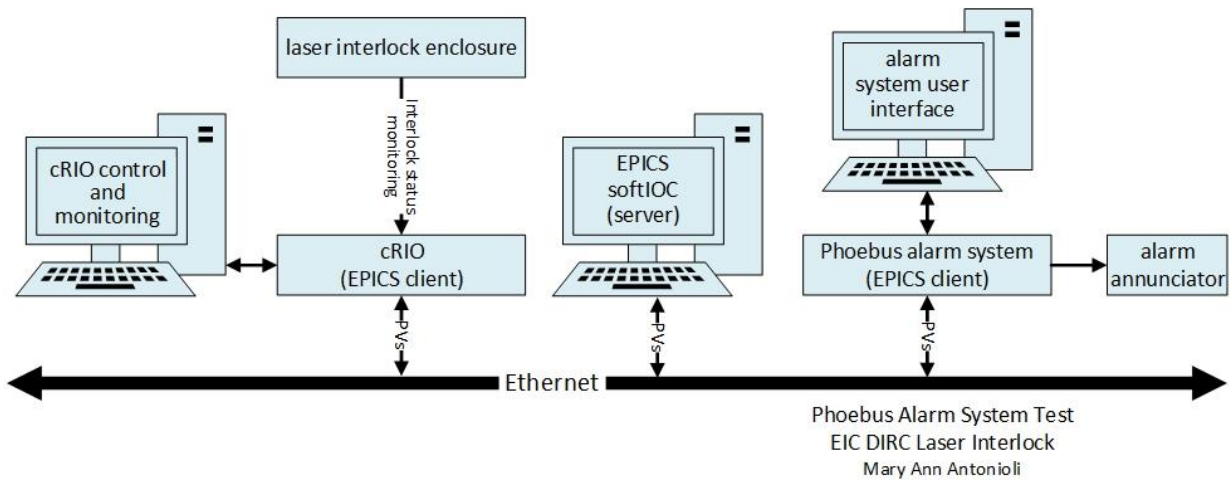 laser interlock enclosure
alarm
system user
interface
Interlock status
monitoring
cRIO control
and
monitoring
EPICS
softIOC
(server)
cRIO
(EPICS client)
Phoebus alarm system
(EPICS client)
alarm
annunciator
PVs
PVs
PVs
Ethernet
Phoebus Alarm System Test
EIC DIRC Laser Interlock
Mary Ann Antonioli